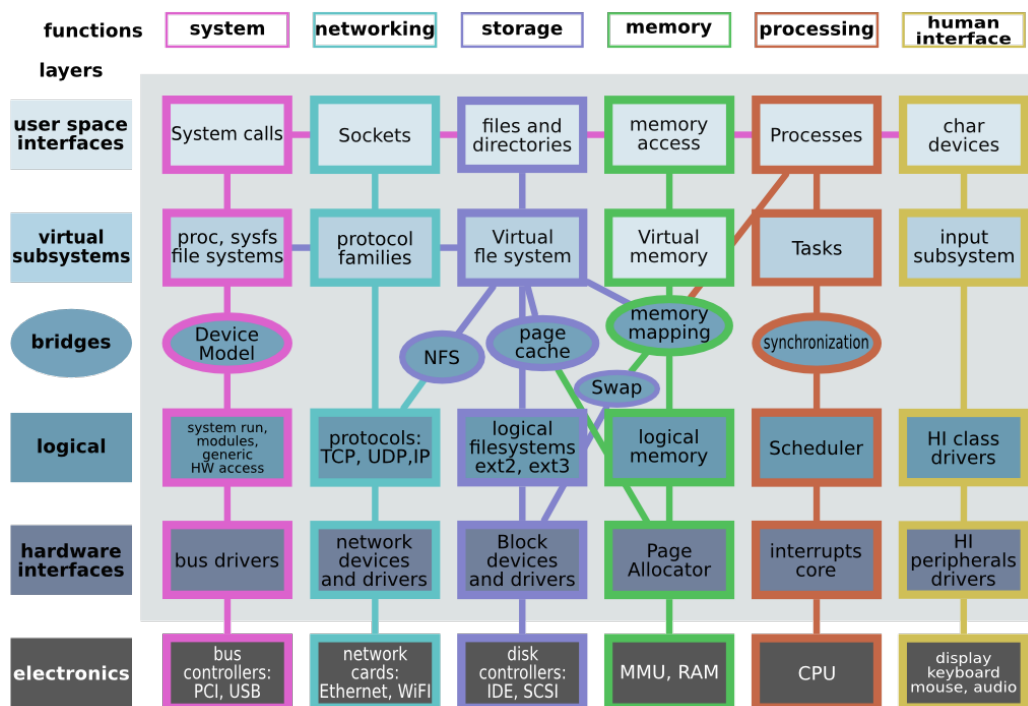 functions
system
networking
storage
memory
processing
human
interface
layers
user space
interfaces
System calls
Sockets
files and
directories
memory
access
Processes
char
devices
virtual
subsystems
proc, sysfs
file systems
protocol
families
Virtual
fle system
Virtual
memory
Tasks
input
subsystem
bridges
Device
Model
NFS
page
cache
memory
mapping
Swap
synchronization
logical
system run,
modules,
generic
HW access
protocols:
TCP, UDP,IP
logical
filesystems
ext2, ext3
logical
memory
Scheduler
HI class
drivers
hardware
interfaces
bus drivers
network
devices
and drivers
Block
devices
and drivers
Page
Allocator
interrupts
core
HI
peripherals
drivers
electronics
bus
controllers:
PCI, USB
network
cards:
Ethernet, WiFI
disk
controllers:
IDE, SCSI
MMU, RAM
CPU
display
keyboard
mouse, audio